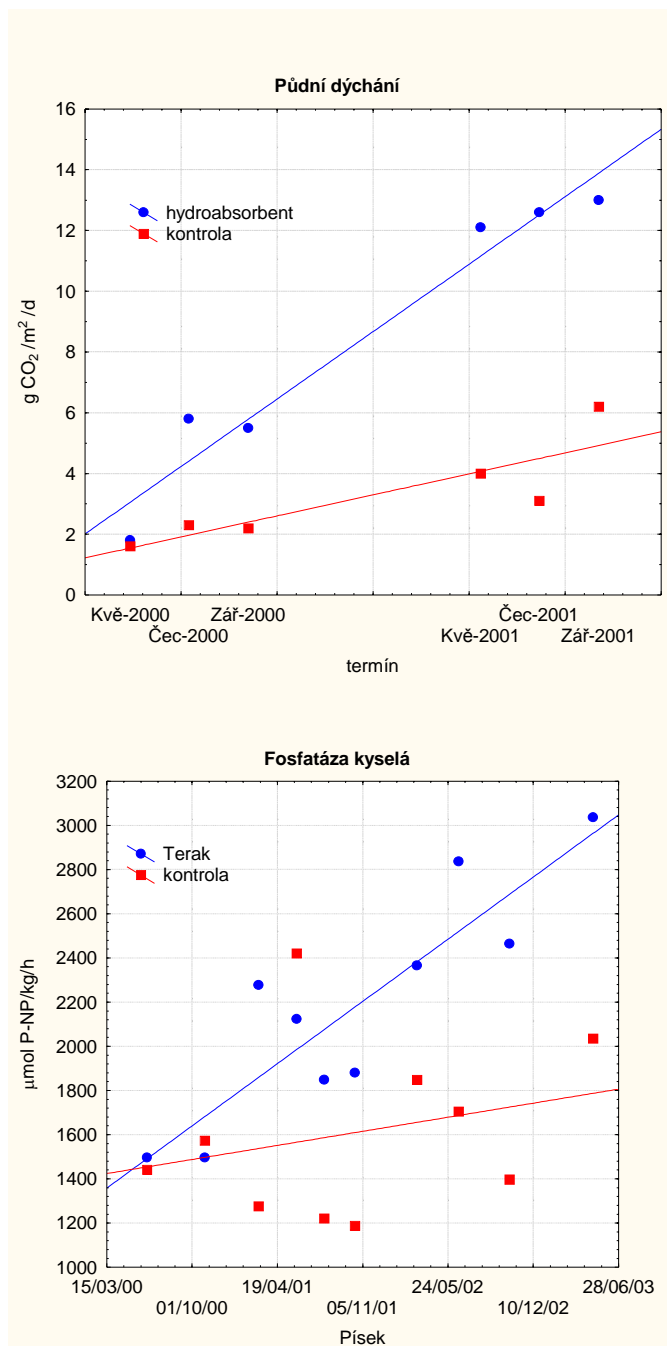 Půdní dýchání
16
14
12
10
8
6
4
2
0
g CO₂ /m² /d
hydroabsorbent
kontrola
Kvě-2000
Čec-2000
Zář-2000
Kvě-2001
Čec-2001
Zář-2001
termín
Fosfatáza kyselá
3200
3000
2800
2600
2400
2200
2000
1800
1600
1400
1200
1000
µmol P-NP/kg/h
Terak
kontrola
15/03/00
01/10/00
19/04/01
05/11/01
24/05/02
10/12/02
28/06/03
Písek